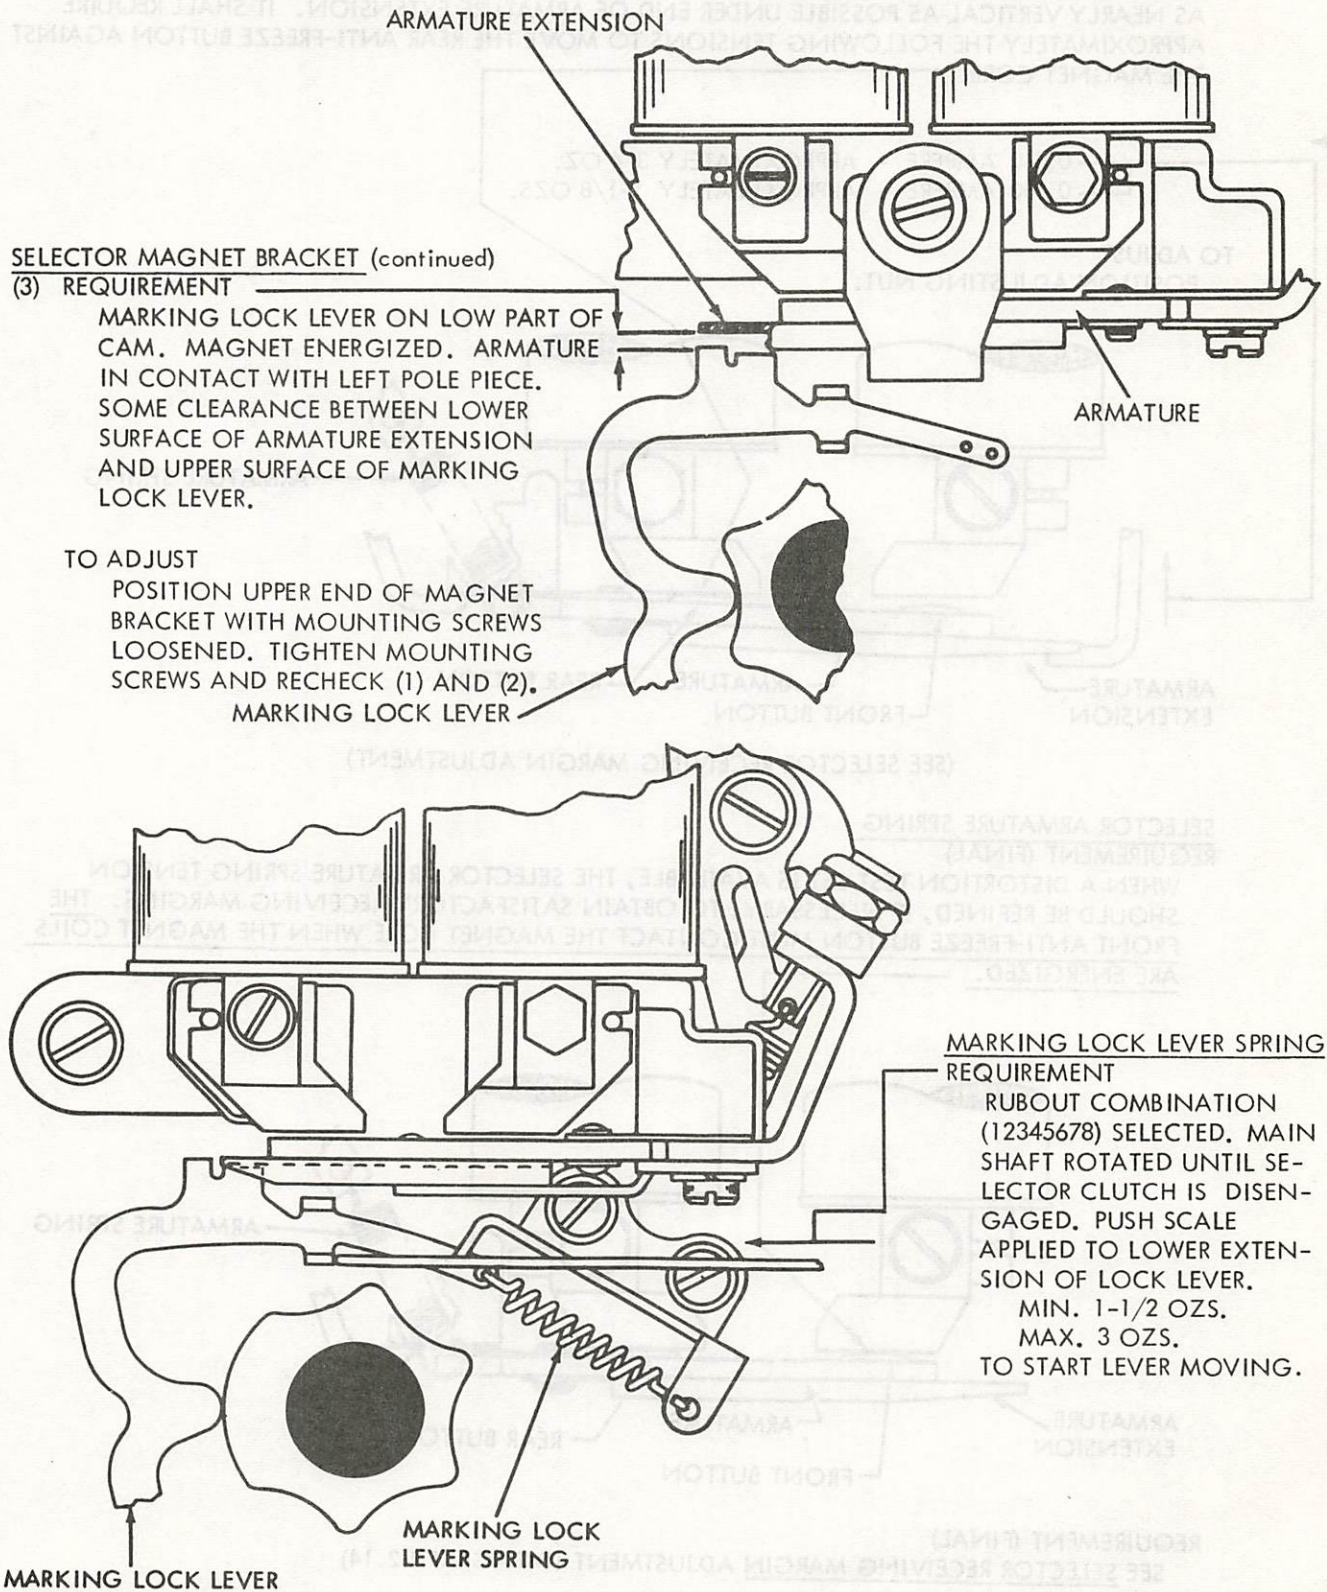 ARMATURE EXTENSION
SELECTOR MAGNET BRACKET (continued)
(3) REQUIREMENT
MARKING LOCK LEVER ON LOW PART OF
CAM. MAGNET ENERGIZED. ARMATURE
IN CONTACT WITH LEFT POLE PIECE.
SOME CLEARANCE BETWEEN LOWER
SURFACE OF ARMATURE EXTENSION
AND UPPER SURFACE OF MARKING
LOCK LEVER.
ARMATURE
TO ADJUST
POSITION UPPER END OF MAGNET
BRACKET WITH MOUNTING SCREWS
LOOSENED. TIGHTEN MOUNTING
SCREWS AND RECHECK (1) AND (2).
MARKING LOCK LEVER
MARKING LOCK LEVER SPRING
REQUIREMENT
RUBOUT COMBINATION
(12345678) SELECTED. MAIN
SHAFT ROTATED UNTIL SE-
LECTOR CLUTCH IS DISEN-
GAGED. PUSH SCALE
APPLIED TO LOWER EXTEN-
SION OF LOCK LEVER.
MIN. 1-1/2 OZS.
MAX. 3 OZS.
TO START LEVER MOVING.
MARKING LOCK
LEVER SPRING
MARKING LOCK LEVER